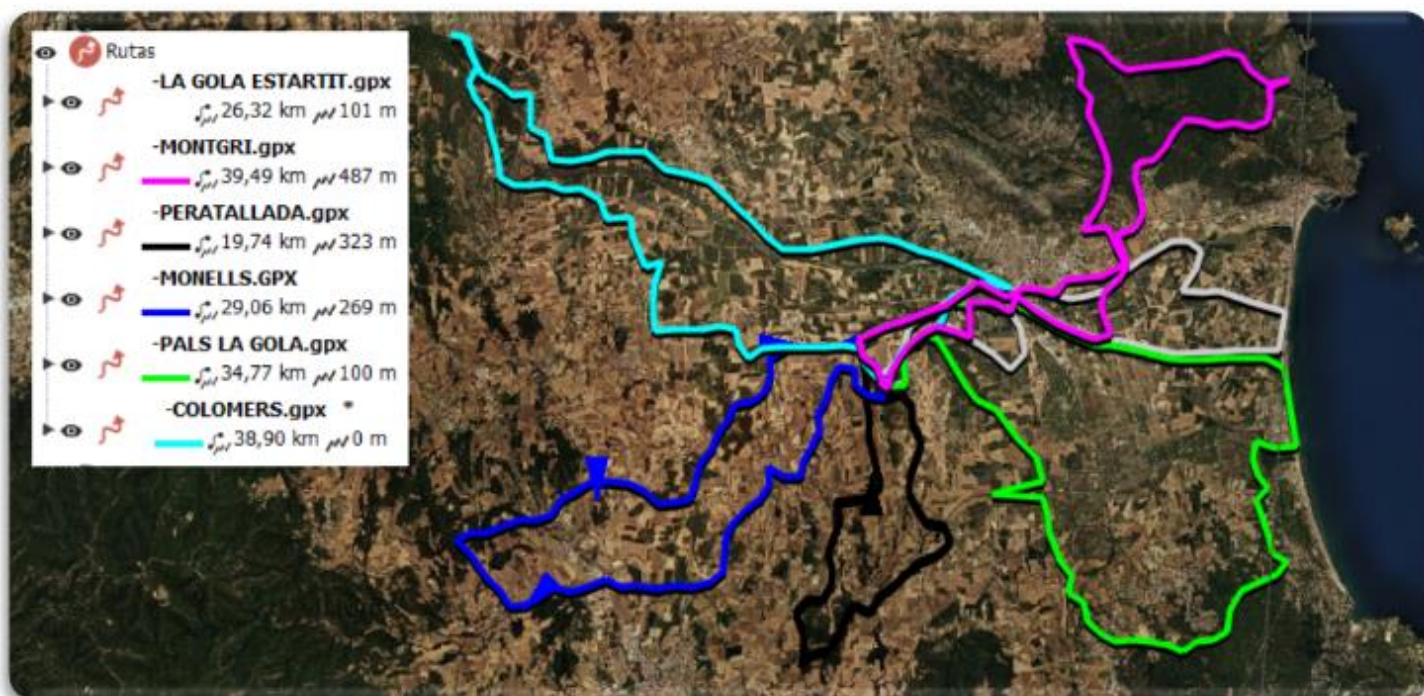 Rutas
-LA GOLA ESTARTIT.gpx
26,32 km 101 m
-MONTGRI.gpx
39,49 km 487 m
-PERATALLADA.gpx
19,74 km 323 m
-MONELLS.GPX
29,06 km 269 m
-PALS LA GOLA.gpx
34,77 km 100 m
-COLOMERS.gpx *
38,90 km 0 m